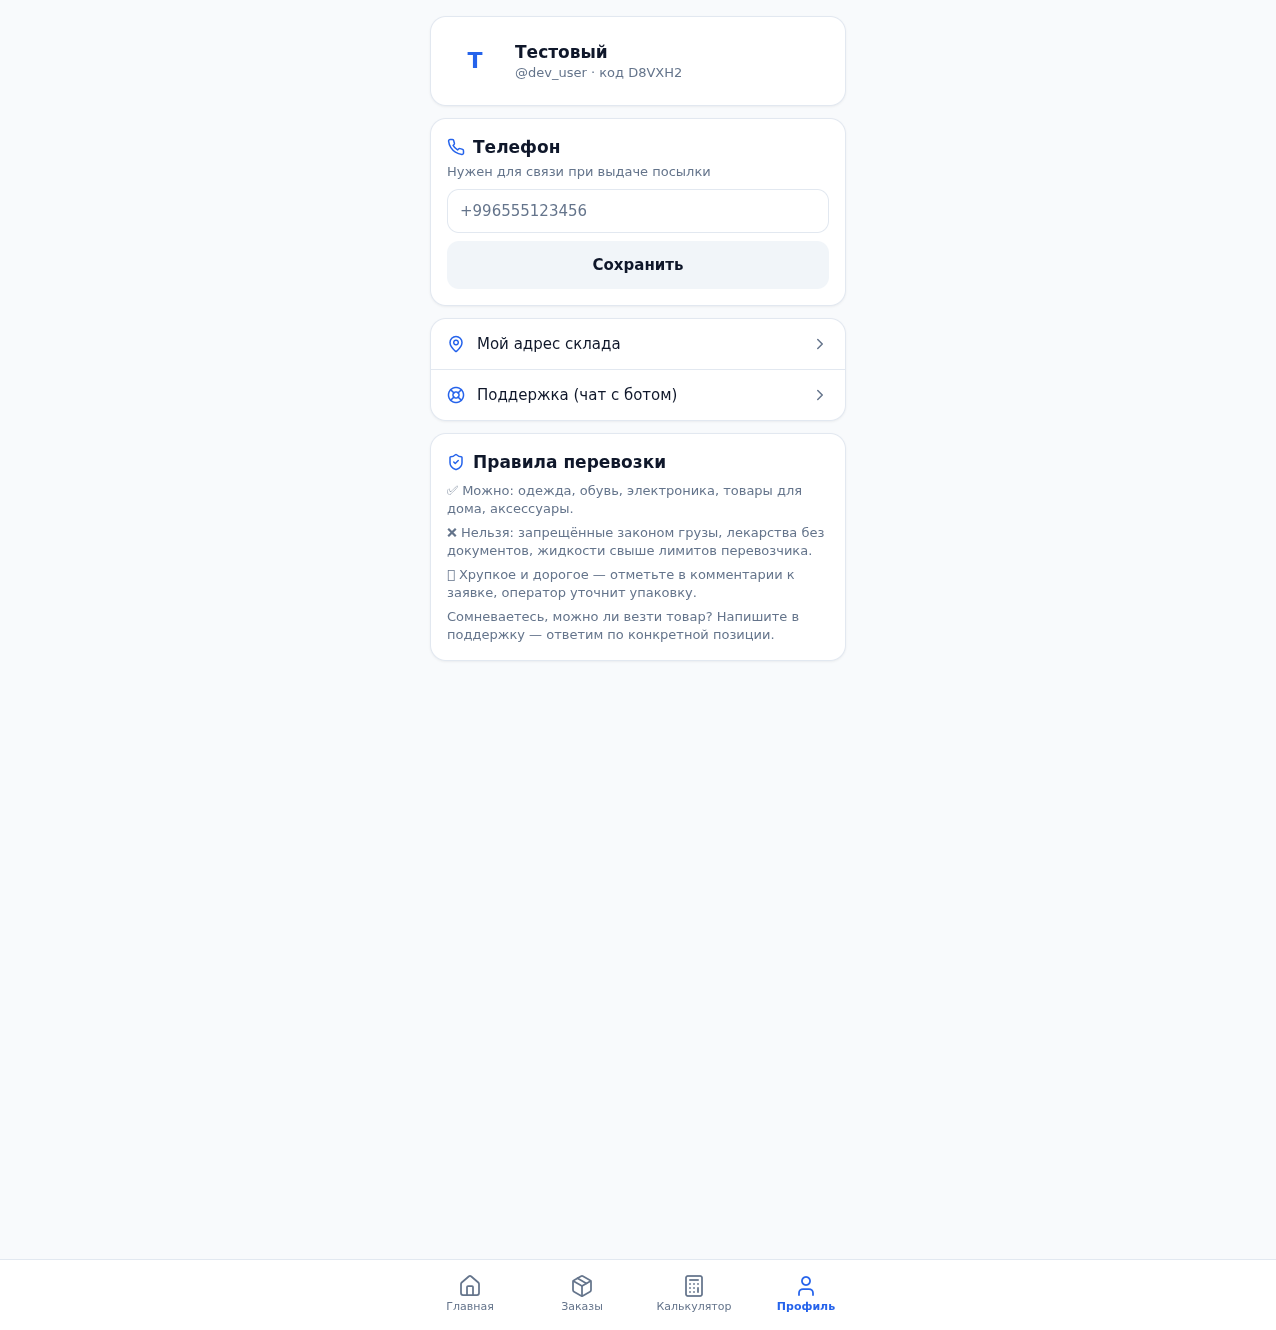 Т
Тестовый
@dev_user · код D8VXH2
Телефон
Нужен для связи при выдаче посылки
+996555123456
Сохранить
Мой адрес склада
Поддержка (чат с ботом)
Правила перевозки
✅ Можно: одежда, обувь, электроника, товары для
дома, аксессуары.
❌ Нельзя: запрещённые законом грузы, лекарства без
документов, жидкости свыше лимитов перевозчика.
Хрупкое и дорогое — отметьте в комментарии к
заявке, оператор уточнит упаковку.
Сомневаетесь, можно ли везти товар? Напишите в
поддержку — ответим по конкретной позиции.
Главная
Заказы
Калькулятор
Профиль